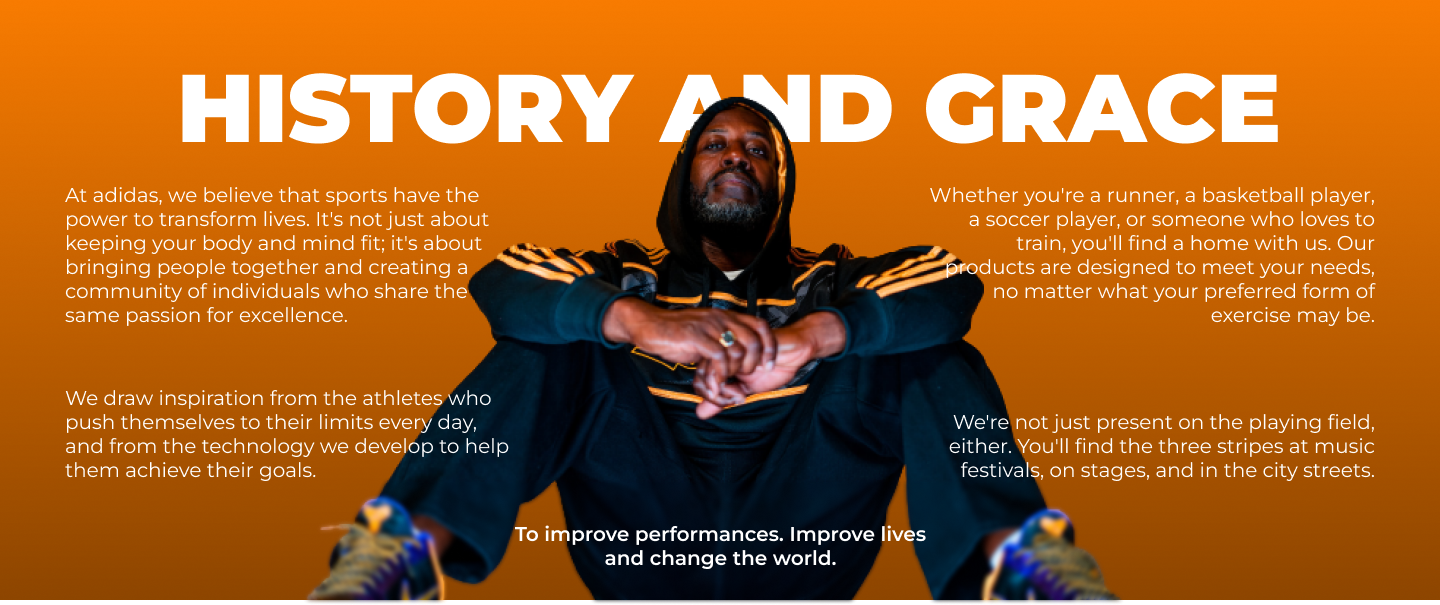 HISTORY AND GRACE
At adidas, we believe that sports have the
power to transform lives. It's not just about
keeping your body and mind fit; it's about
bringing people together and creating a
community of individuals who share the
same passion for excellence.
We draw inspiration from the athletes who
push themselves to their limits every day,
and from the technology we develop to help
them achieve their goals.
Whether you're a runner, a basketball player,
a soccer player, or someone who loves to
train, you'll find a home with us. Our
products are designed to meet your needs,
no matter what your preferred form of
exercise may be.
We're not just present on the playing field,
either. You'll find the three stripes at music
festivals, on stages, and in the city streets.
To improve performances. Improve lives
and change the world.